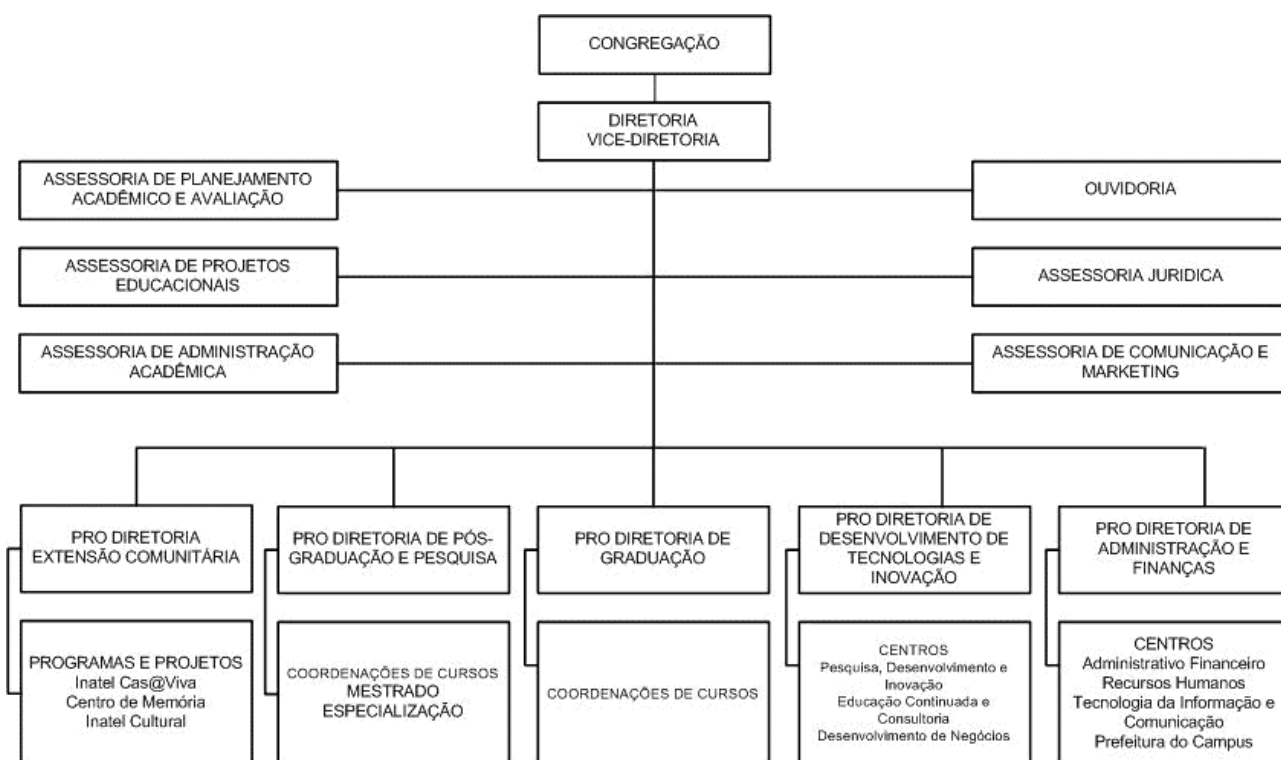 CONGREGAÇÃO
DIRETORIA
VICE-DIRETORIA
ASSESSORIA DE PLANEJAMENTO
ACADÊMICO E AVALIAÇÃO
OUVIDORIA
ASSESSORIA DE PROJETOS
EDUCACIONAIS
ASSESSORIA JURIDICA
ASSESSORIA DE ADMINISTRAÇÃO
ACADÊMICA
ASSESSORIA DE COMUNICAÇÃO E
MARKETING
PRO DIRETORIA
EXTENSÃO COMUNITÁRIA
PRO DIRETORIA DE PÓS-
GRADUAÇÃO E PESQUISA
PRO DIRETORIA DE
GRADUAÇÃO
PRO DIRETORIA DE
DESENVOLVIMENTO DE
TECNOLOGIAS E
INOVAÇÃO
PRO DIRETORIA DE
ADMINISTRAÇÃO E
FINANÇAS
PROGRAMAS E PROJETOS
Inatel Cas@Viva
Centro de Memória
Inatel Cultural
COORDENAÇÕES DE CURSOS
MESTRADO
ESPECIALIZAÇÃO
COORDENAÇÕES DE CURSOS
CENTROS
Pesquisa, Desenvolvimento e
Inovação
Educação Continuada e
Consultoria
Desenvolvimento de Negócios
CENTROS
Administrativo Financeiro
Recursos Humanos
Tecnologia da Informação e
Comunicação
Prefeitura do Campus